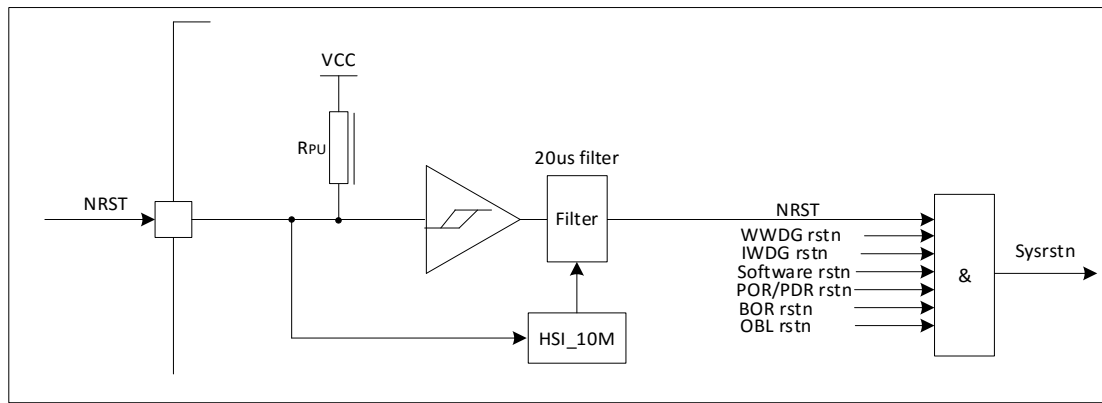 VCC
RPU
20us filter
NRST
Filter
NRST
WWDG rstn
IWDG rstn
Software rstn
POR/PDR rstn
BOR rstn
OBL rstn
&
Sysrstn
HSI_10M